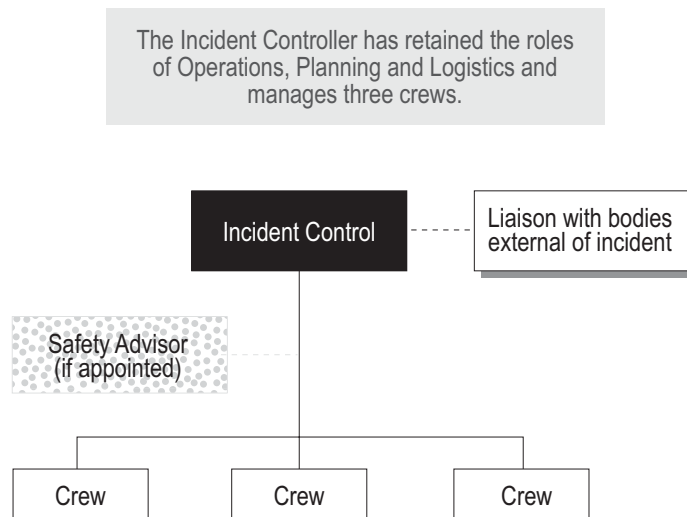 The Incident Controller has retained the roles
of Operations, Planning and Logistics and
manages three crews.
Incident Control
Liaison with bodies
external of incident
Safety Advisor
(if appointed)
Crew
Crew
Crew